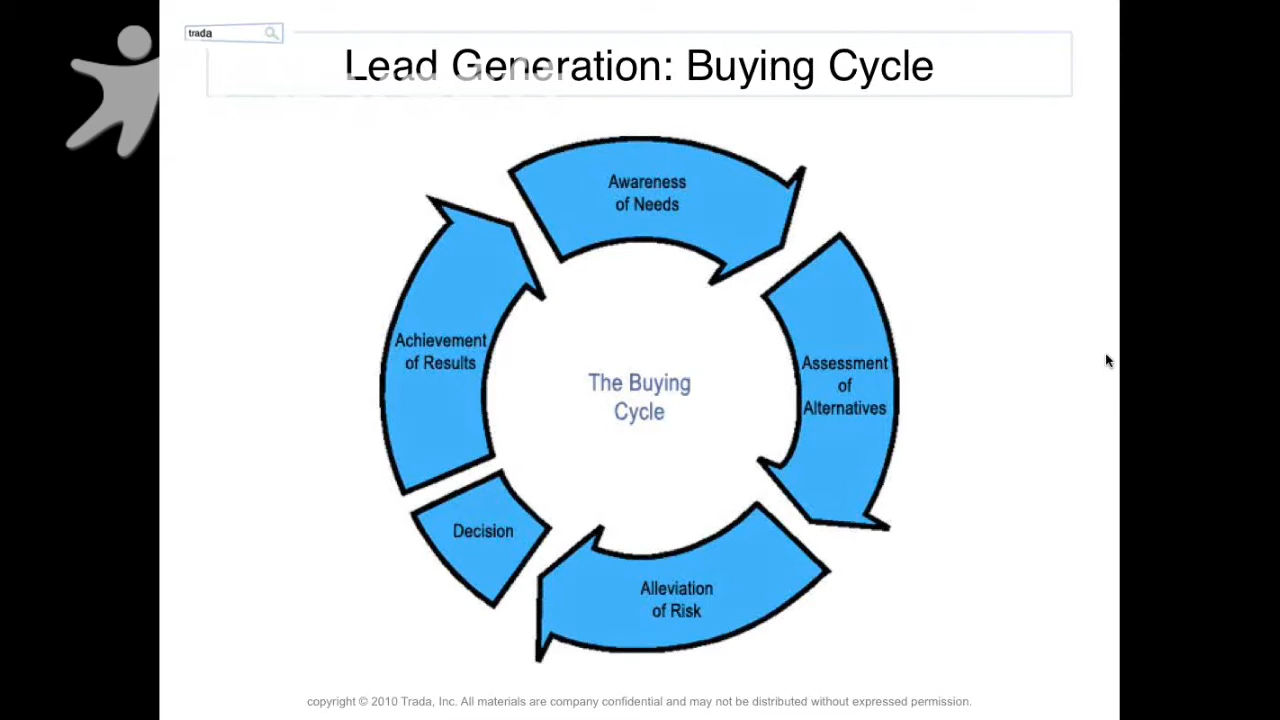 trada
Lead Generation: Buying Cycle
Awareness
of Needs
Assessment
of
Alternatives
Alleviation
of Risk
Decision
Achievement
of Results
The Buying
Cycle
copyright © 2010 Trada, Inc. All materials are company confidential and may not be distributed without expressed permission.